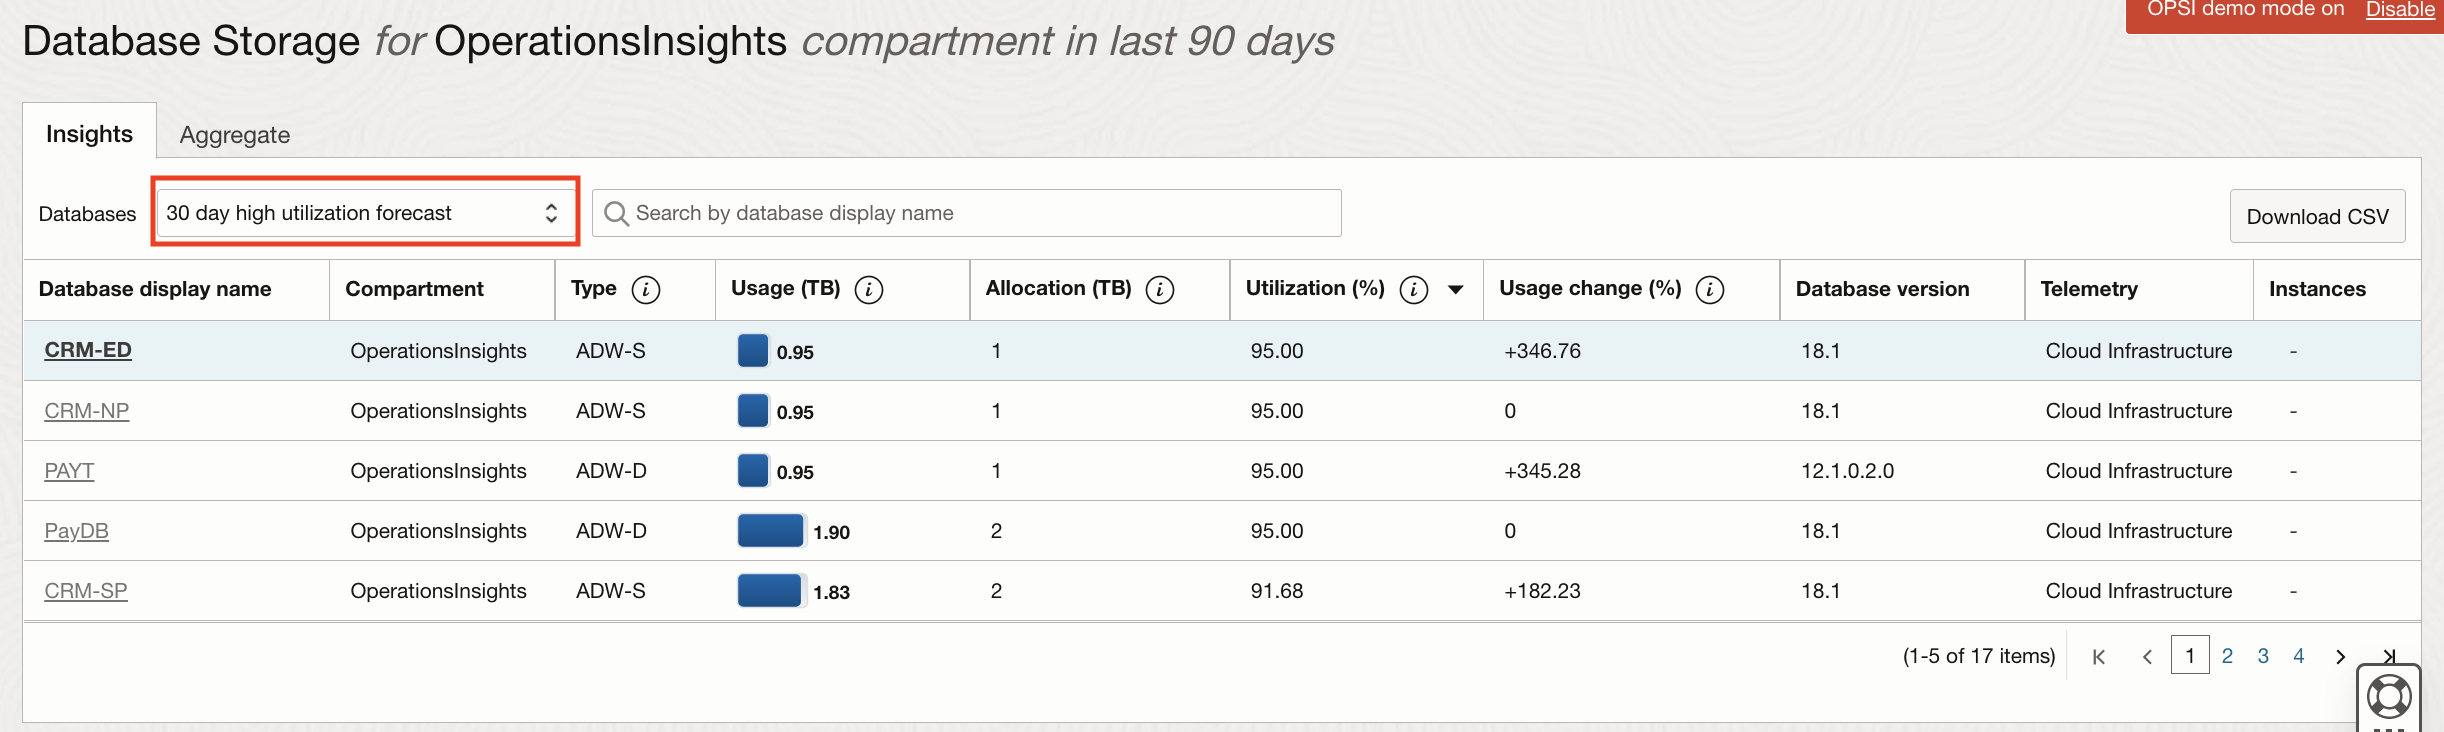 OPSI demo mode on Disable
Database Storage for OperationsInsights compartment in last 90 days
Insights Aggregate
Databases 30 day high utilization forecast Search by database display name Download CSV
Database display name Compartment Type i Usage (TB) i Allocation (TB) i Utilization (%) i Usage change (%) i Database version Telemetry Instances
CRM-ED OperationsInsights ADW-S 0.95 1 95.00 +346.76 18.1 Cloud Infrastructure -
CRM-NP OperationsInsights ADW-S 0.95 1 95.00 0 18.1 Cloud Infrastructure -
PAYT OperationsInsights ADW-D 0.95 1 95.00 +345.28 12.1.0.2.0 Cloud Infrastructure -
PayDB OperationsInsights ADW-D 1.90 2 95.00 0 18.1 Cloud Infrastructure -
CRM-SP OperationsInsights ADW-S 1.83 2 91.68 +182.23 18.1 Cloud Infrastructure -
(1-5 of 17 items) 1 2 3 4